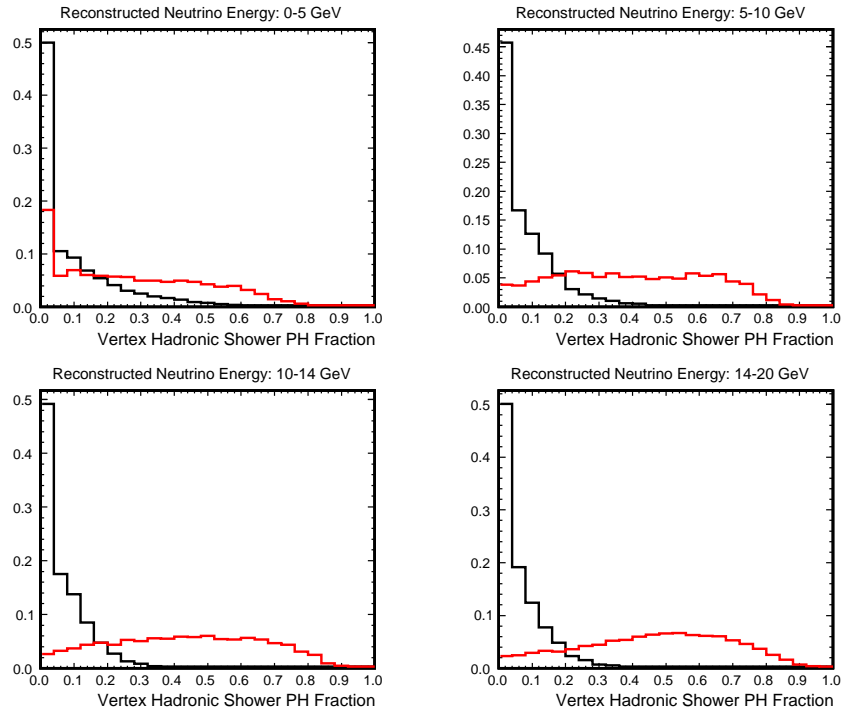 Reconstructed Neutrino Energy: 0-5 GeV
0.5
0.4
0.3
0.2
0.1
0.00
0.0 0.1 0.2 0.3 0.4 0.5 0.6 0.7 0.8 0.9 1.0
Vertex Hadronic Shower PH Fraction
Reconstructed Neutrino Energy: 5-10 GeV
0.45
0.40
0.35
0.30
0.25
0.20
0.15
0.10
0.05
0.00
0.0 0.1 0.2 0.3 0.4 0.5 0.6 0.7 0.8 0.9 1.0
Vertex Hadronic Shower PH Fraction
Reconstructed Neutrino Energy: 10-14 GeV
0.5
0.4
0.3
0.2
0.1
0.0
0.0 0.1 0.2 0.3 0.4 0.5 0.6 0.7 0.8 0.9 1.0
Vertex Hadronic Shower PH Fraction
Reconstructed Neutrino Energy: 14-20 GeV
0.5
0.4
0.3
0.2
0.1
0.0
0.0 0.1 0.2 0.3 0.4 0.5 0.6 0.7 0.8 0.9 1.0
Vertex Hadronic Shower PH Fraction